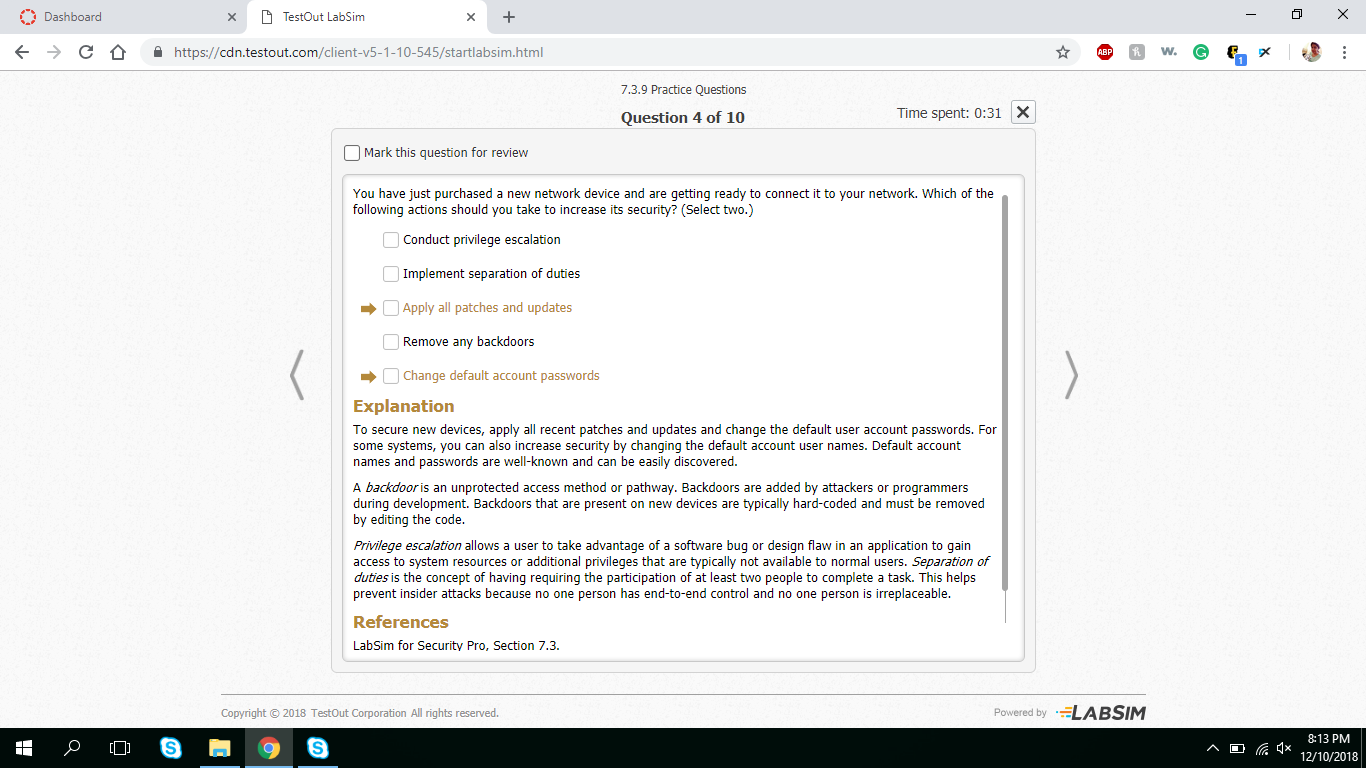 Dashboard
TestOut LabSim
https://cdn.testout.com/client-v5-1-10-545/startlabsim.html
ABP
w.
1
7.3.9 Practice Questions
Question 4 of 10
Time spent: 0:31
Mark this question for review
You have just purchased a new network device and are getting ready to connect it to your network. Which of the
following actions should you take to increase its security? (Select two.)
Conduct privilege escalation
Implement separation of duties
Apply all patches and updates
Remove any backdoors
Change default account passwords
Explanation
To secure new devices, apply all recent patches and updates and change the default user account passwords. For
some systems, you can also increase security by changing the default account user names. Default account
names and passwords are well-known and can be easily discovered.
A backdoor is an unprotected access method or pathway. Backdoors are added by attackers or programmers
during development. Backdoors that are present on new devices are typically hard-coded and must be removed
by editing the code.
Privilege escalation allows a user to take advantage of a software bug or design flaw in an application to gain
access to system resources or additional privileges that are typically not available to normal users. Separation of
duties is the concept of having requiring the participation of at least two people to complete a task. This helps
prevent insider attacks because no one person has end-to-end control and no one person is irreplaceable.
References
LabSim for Security Pro, Section 7.3.
Copyright © 2018 TestOut Corporation All rights reserved.
Powered by LABSIM
8:13 PM
12/10/2018